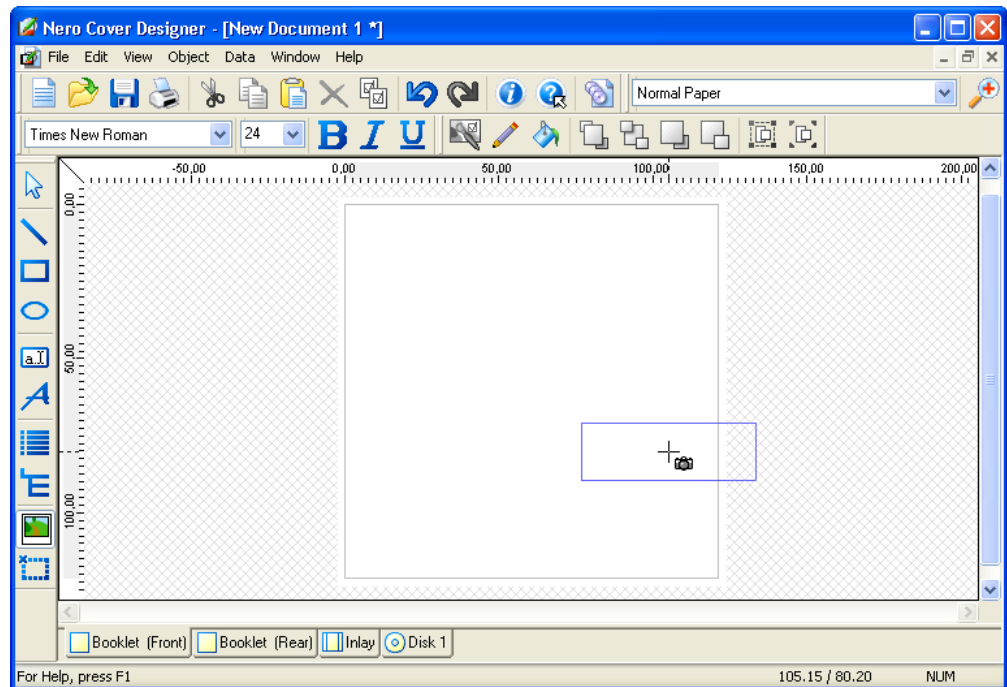 Nero Cover Designer - [New Document 1 *]
File Edit View Object Data Window Help
Normal Paper
Times New Roman 24 B I U
-50,00 0,00 50,00 100,00 150,00 200,00
0,00
50,00
100,00
a.I
A
E
Booklet (Front) Booklet (Rear) Inlay Disk 1
For Help, press F1 105.15 / 80.20 NUM